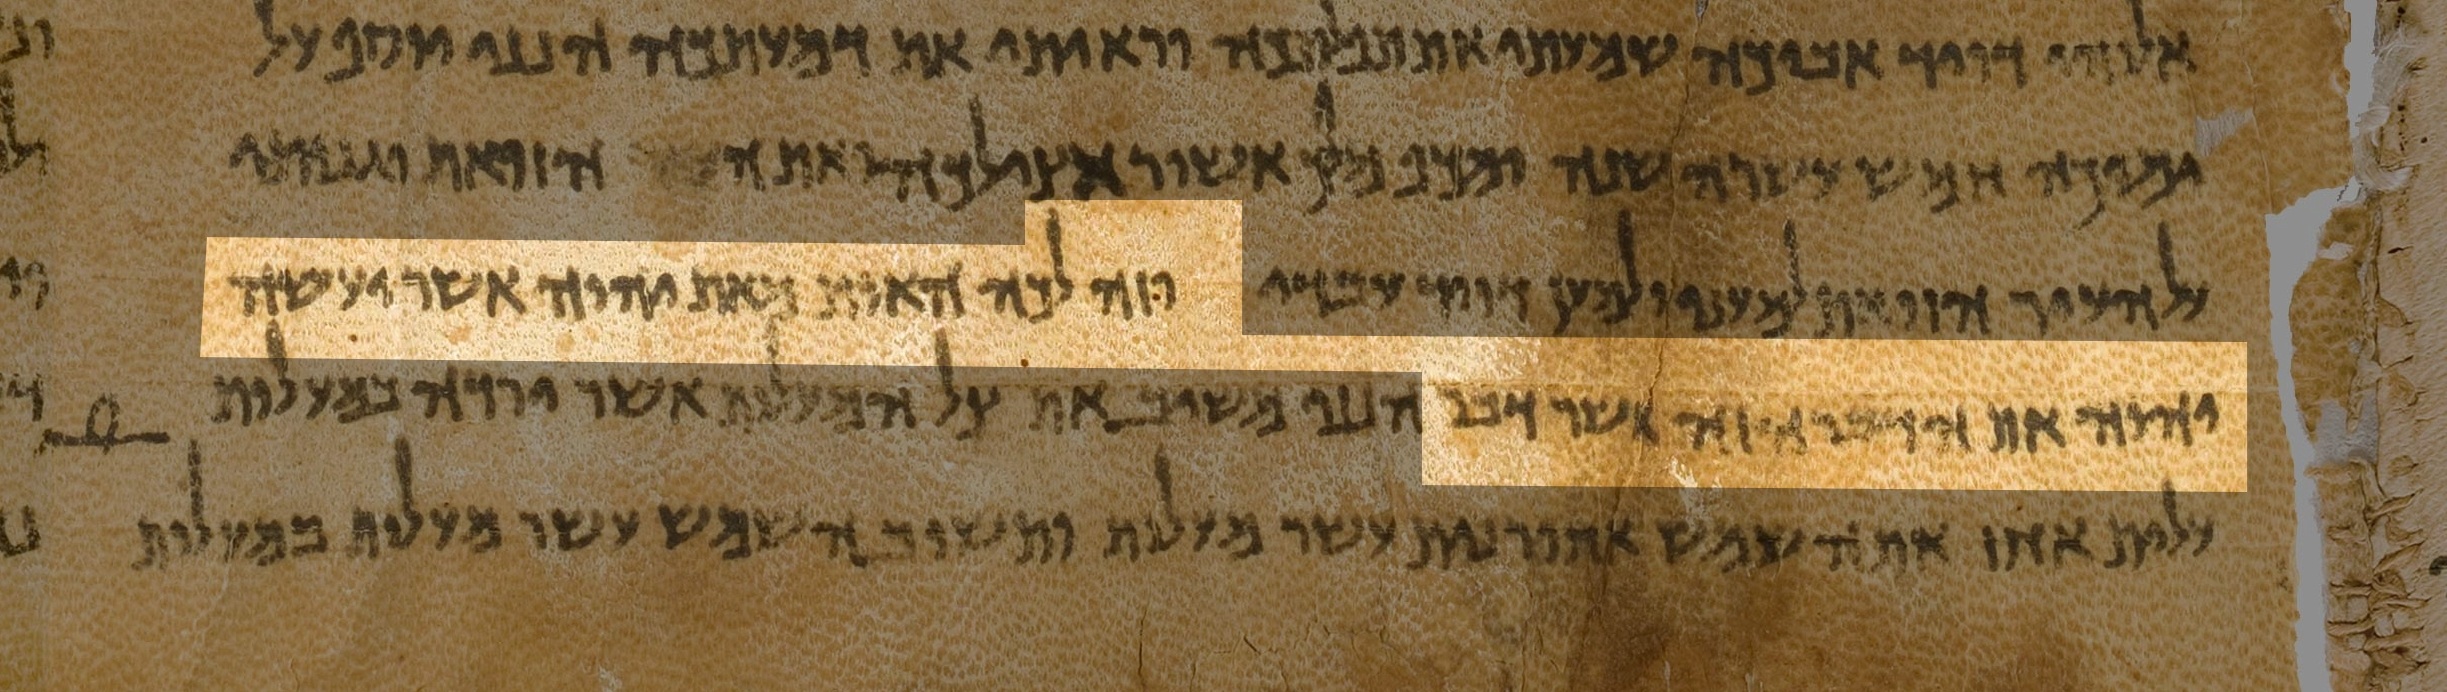 אלוהי דויד אביכה שמעתי את תפלתכה וראיתי את דמעתכה הנני יוסף על
ימיכה חמש עשרה שנה ומכף מלך אשור אצילכה ואת הזואת וגנותי
על העיר הזואת למעני ולמען דויד עבדי וזה לכה האות מאת יהוה אשר יעשה
יהוה את הדבר הזה אשר דבר הנני משיב את צל המעלות אשר ירדה במעלות
עלית אחז את השמש אחורנית עשר מעלות ותשוב השמש עשר מעלות במעלות